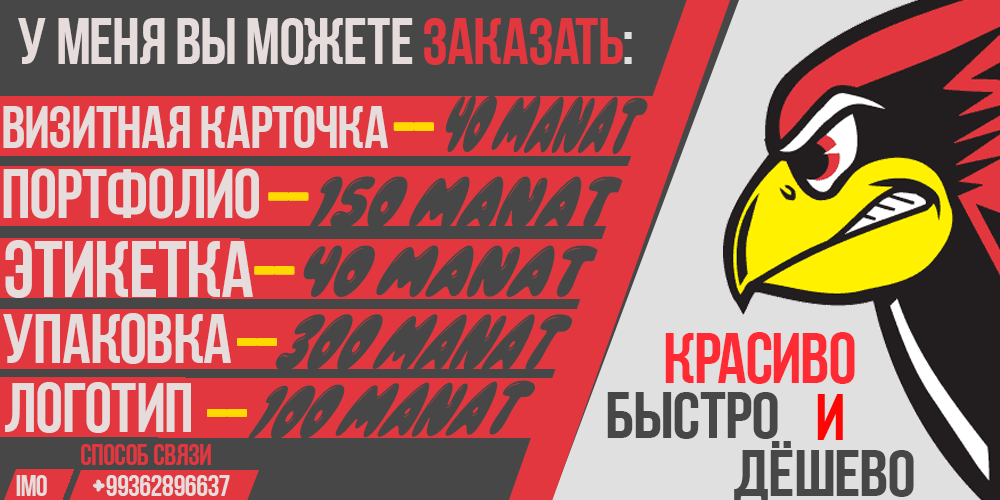 У МЕНЯ ВЫ МОЖЕТЕ ЗАКАЗАТЬ:
ВИЗИТНАЯ КАРТОЧКА — 40 MANAT
ПОРТФОЛИО — 150 MANAT
ЭТИКЕТКА — 40 MANAT
УПАКОВКА — 300 MANAT
ЛОГОТИП — 100 MANAT
СПОСОБ СВЯЗИ
IMO +99362896637
КРАСИВО
БЫСТРО И
ДЁШЕВО